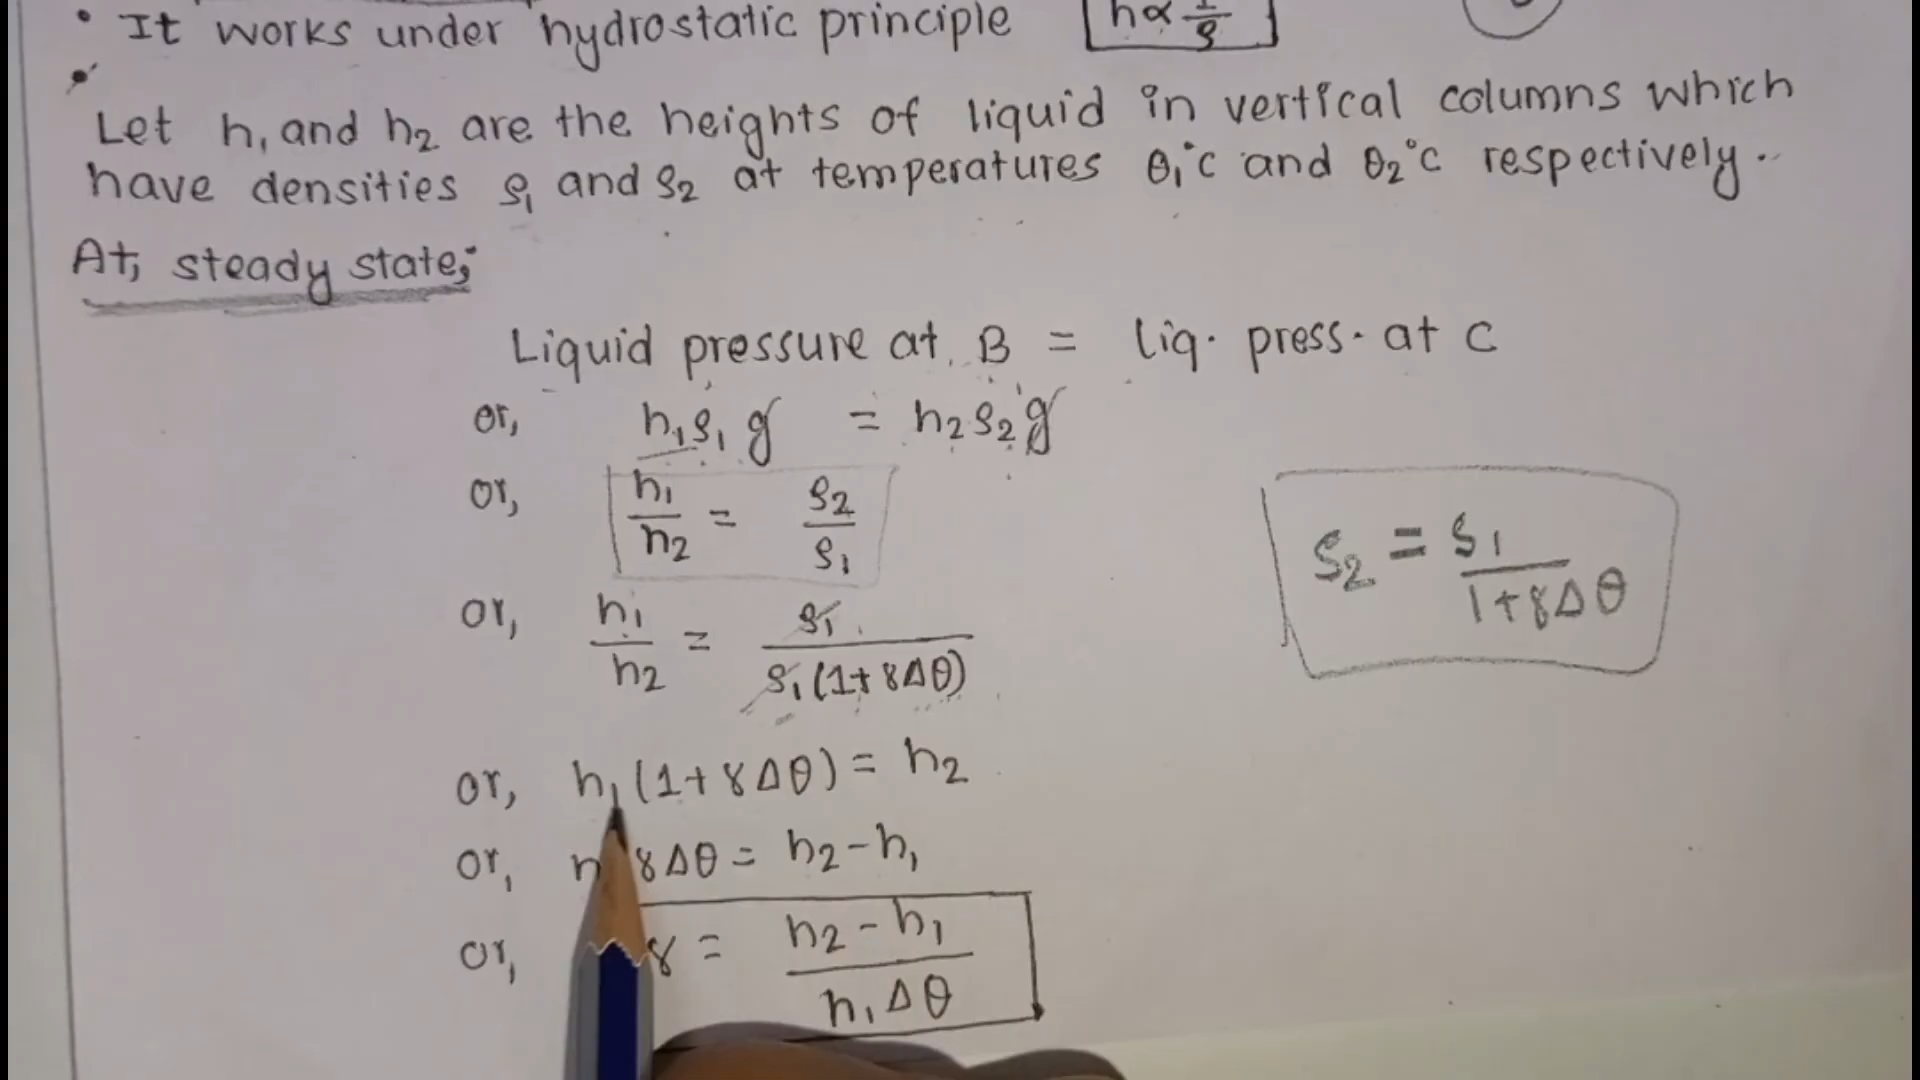 • It works under hydrostatic principle [h ∝ 1/ρ]
• Let h₁ and h₂ are the heights of liquid in vertical columns which
have densities ρ₁ and ρ₂ at temperatures θ₁°C and θ₂°C respectively.
At, steady state;
Liquid pressure at B = liq. press. at C
or, h₁ρ₁g = h₂ρ₂g
or, h₁/h₂ = ρ₂/ρ₁
ρ₂ = ρ₁/(1+γΔθ)
or, h₁/h₂ = ρ₁/ρ₁(1+γΔθ)
or, h₁(1+γΔθ) = h₂
or, h γΔθ = h₂-h₁
or, γ = (h₂-h₁)/h₁Δθ